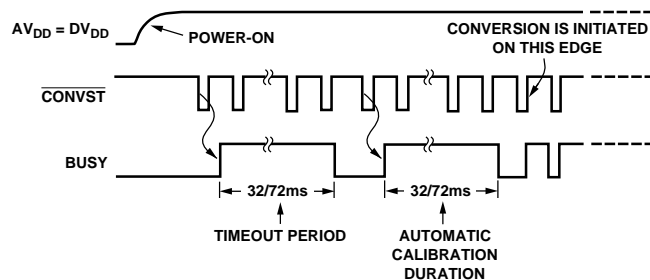 AVDD = DVDD
POWER-ON
CONVERSION IS INITIATED
ON THIS EDGE
CONVST
BUSY
32/72ms
32/72ms
TIMEOUT PERIOD
AUTOMATIC
CALIBRATION
DURATION